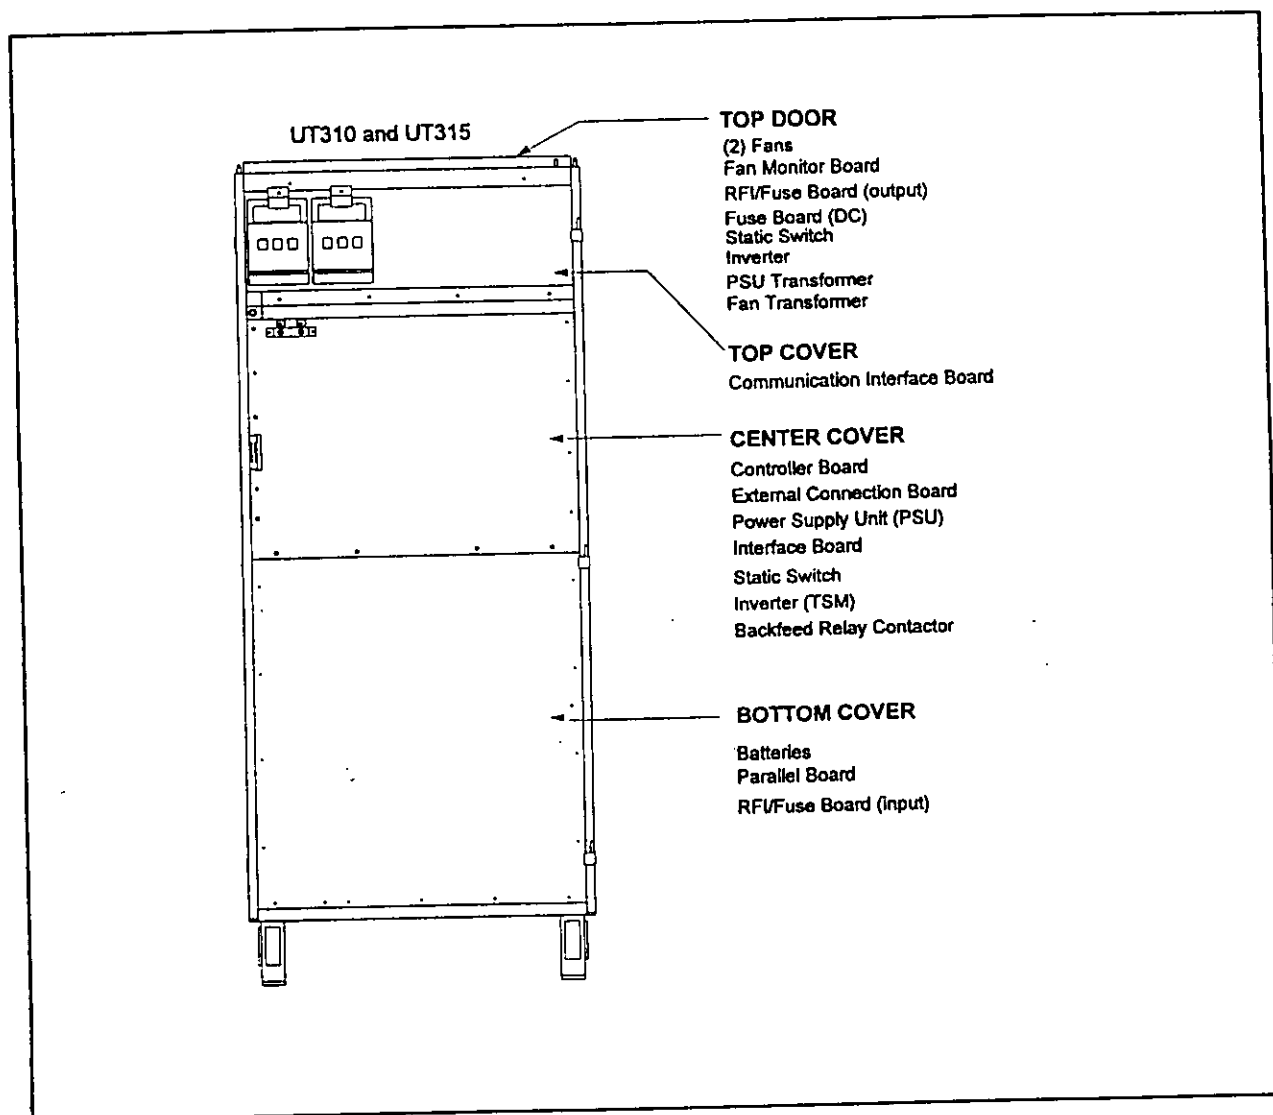 UT310 and UT315
TOP DOOR
(2) Fans
Fan Monitor Board
RFI/Fuse Board (output)
Fuse Board (DC)
Static Switch
Inverter
PSU Transformer
Fan Transformer
TOP COVER
Communication Interface Board
CENTER COVER
Controller Board
External Connection Board
Power Supply Unit (PSU)
Interface Board
Static Switch
Inverter (TSM)
Backfeed Relay Contactor
BOTTOM COVER
Batteries
Parallel Board
RFI/Fuse Board (input)